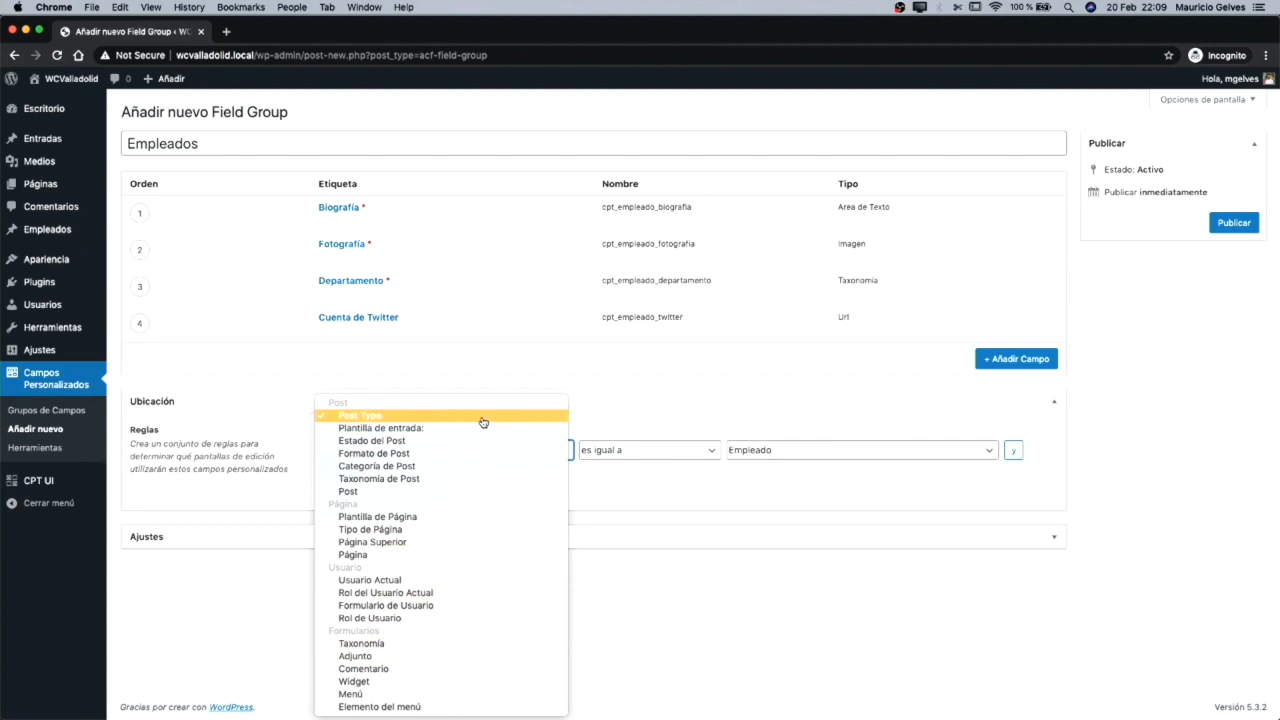 Chrome File Edit View History Bookmarks People Tab Window Help 100 % 20 Feb 22:09 Mauricio Gelves
Añadir nuevo Field Group ‹ WC
Not Secure wcvalladolid.local/wp-admin/post-new.php?post_type=acf-field-group Incognito
WCValladolid 0 Añadir Hola, mgelves
Opciones de pantalla
Escritorio
Entradas
Medios
Páginas
Comentarios
Empleados
Apariencia
Plugins
Usuarios
Herramientas
Ajustes
Campos
Personalizados
Grupos de Campos
Añadir nuevo
Herramientas
CPT UI
Cerrar menú
Añadir nuevo Field Group
Empleados
Orden Etiqueta Nombre Tipo
1 Biografía * cpt_empleado_biografia Area de Texto
2 Fotografía * cpt_empleado_fotografia Imagen
3 Departamento * cpt_empleado_departamento Taxonomía
4 Cuenta de Twitter cpt_empleado_twitter Url
+ Añadir Campo
Publicar
Estado: Activo
Publicar inmediatamente
Publicar
Ubicación
Reglas
Crea un conjunto de reglas para
determinar qué pantallas de edición
utilizarán estos campos personalizados
Post
Post Type
Plantilla de entrada:
Estado del Post
Formato de Post
Categoría de Post
Taxonomía de Post
Post
Página
Plantilla de Página
Tipo de Página
Página Superior
Página
Usuario
Usuario Actual
Rol del Usuario Actual
Formulario de Usuario
Rol de Usuario
Formularios
Taxonomía
Adjunto
Comentario
Widget
Menú
Elemento del menú
es igual a Empleado y
Ajustes
Gracias por crear con WordPress. Versión 5.3.2